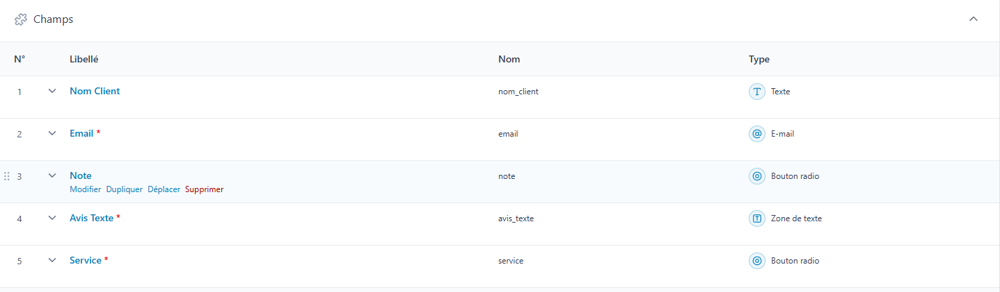 Champs
N° Libellé Nom Type
1 Nom Client nom_client Texte
2 Email * email E-mail
3 Note note Bouton radio
Modifier Dupliquer Déplacer Supprimer
4 Avis Texte * avis_texte Zone de texte
5 Service * service Bouton radio